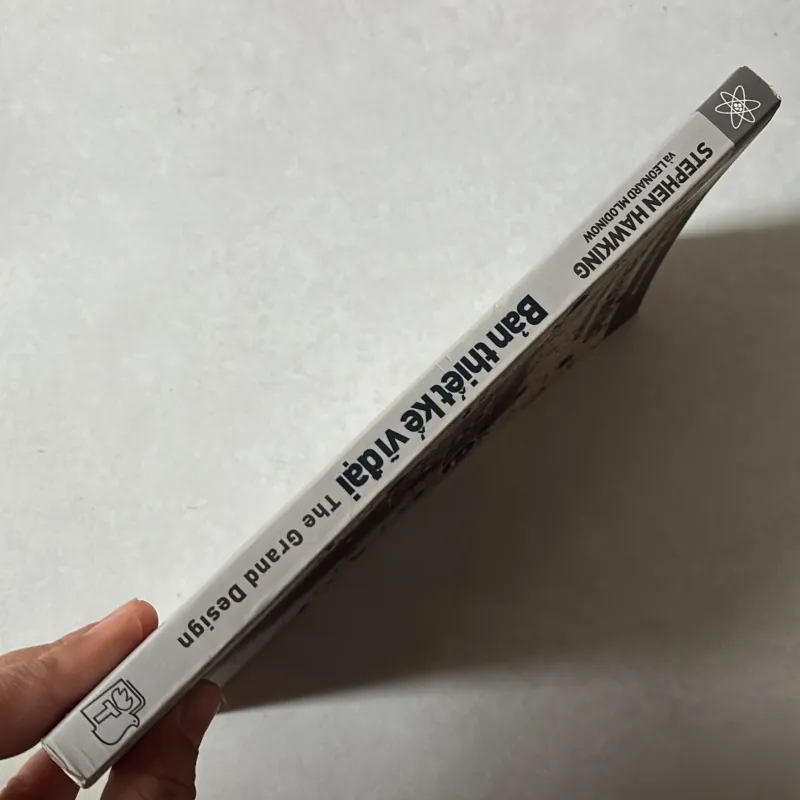 STEPHEN HAWKING
và LEONARD MLODINOW
Bản thiết kế vĩ đại
The Grand Design